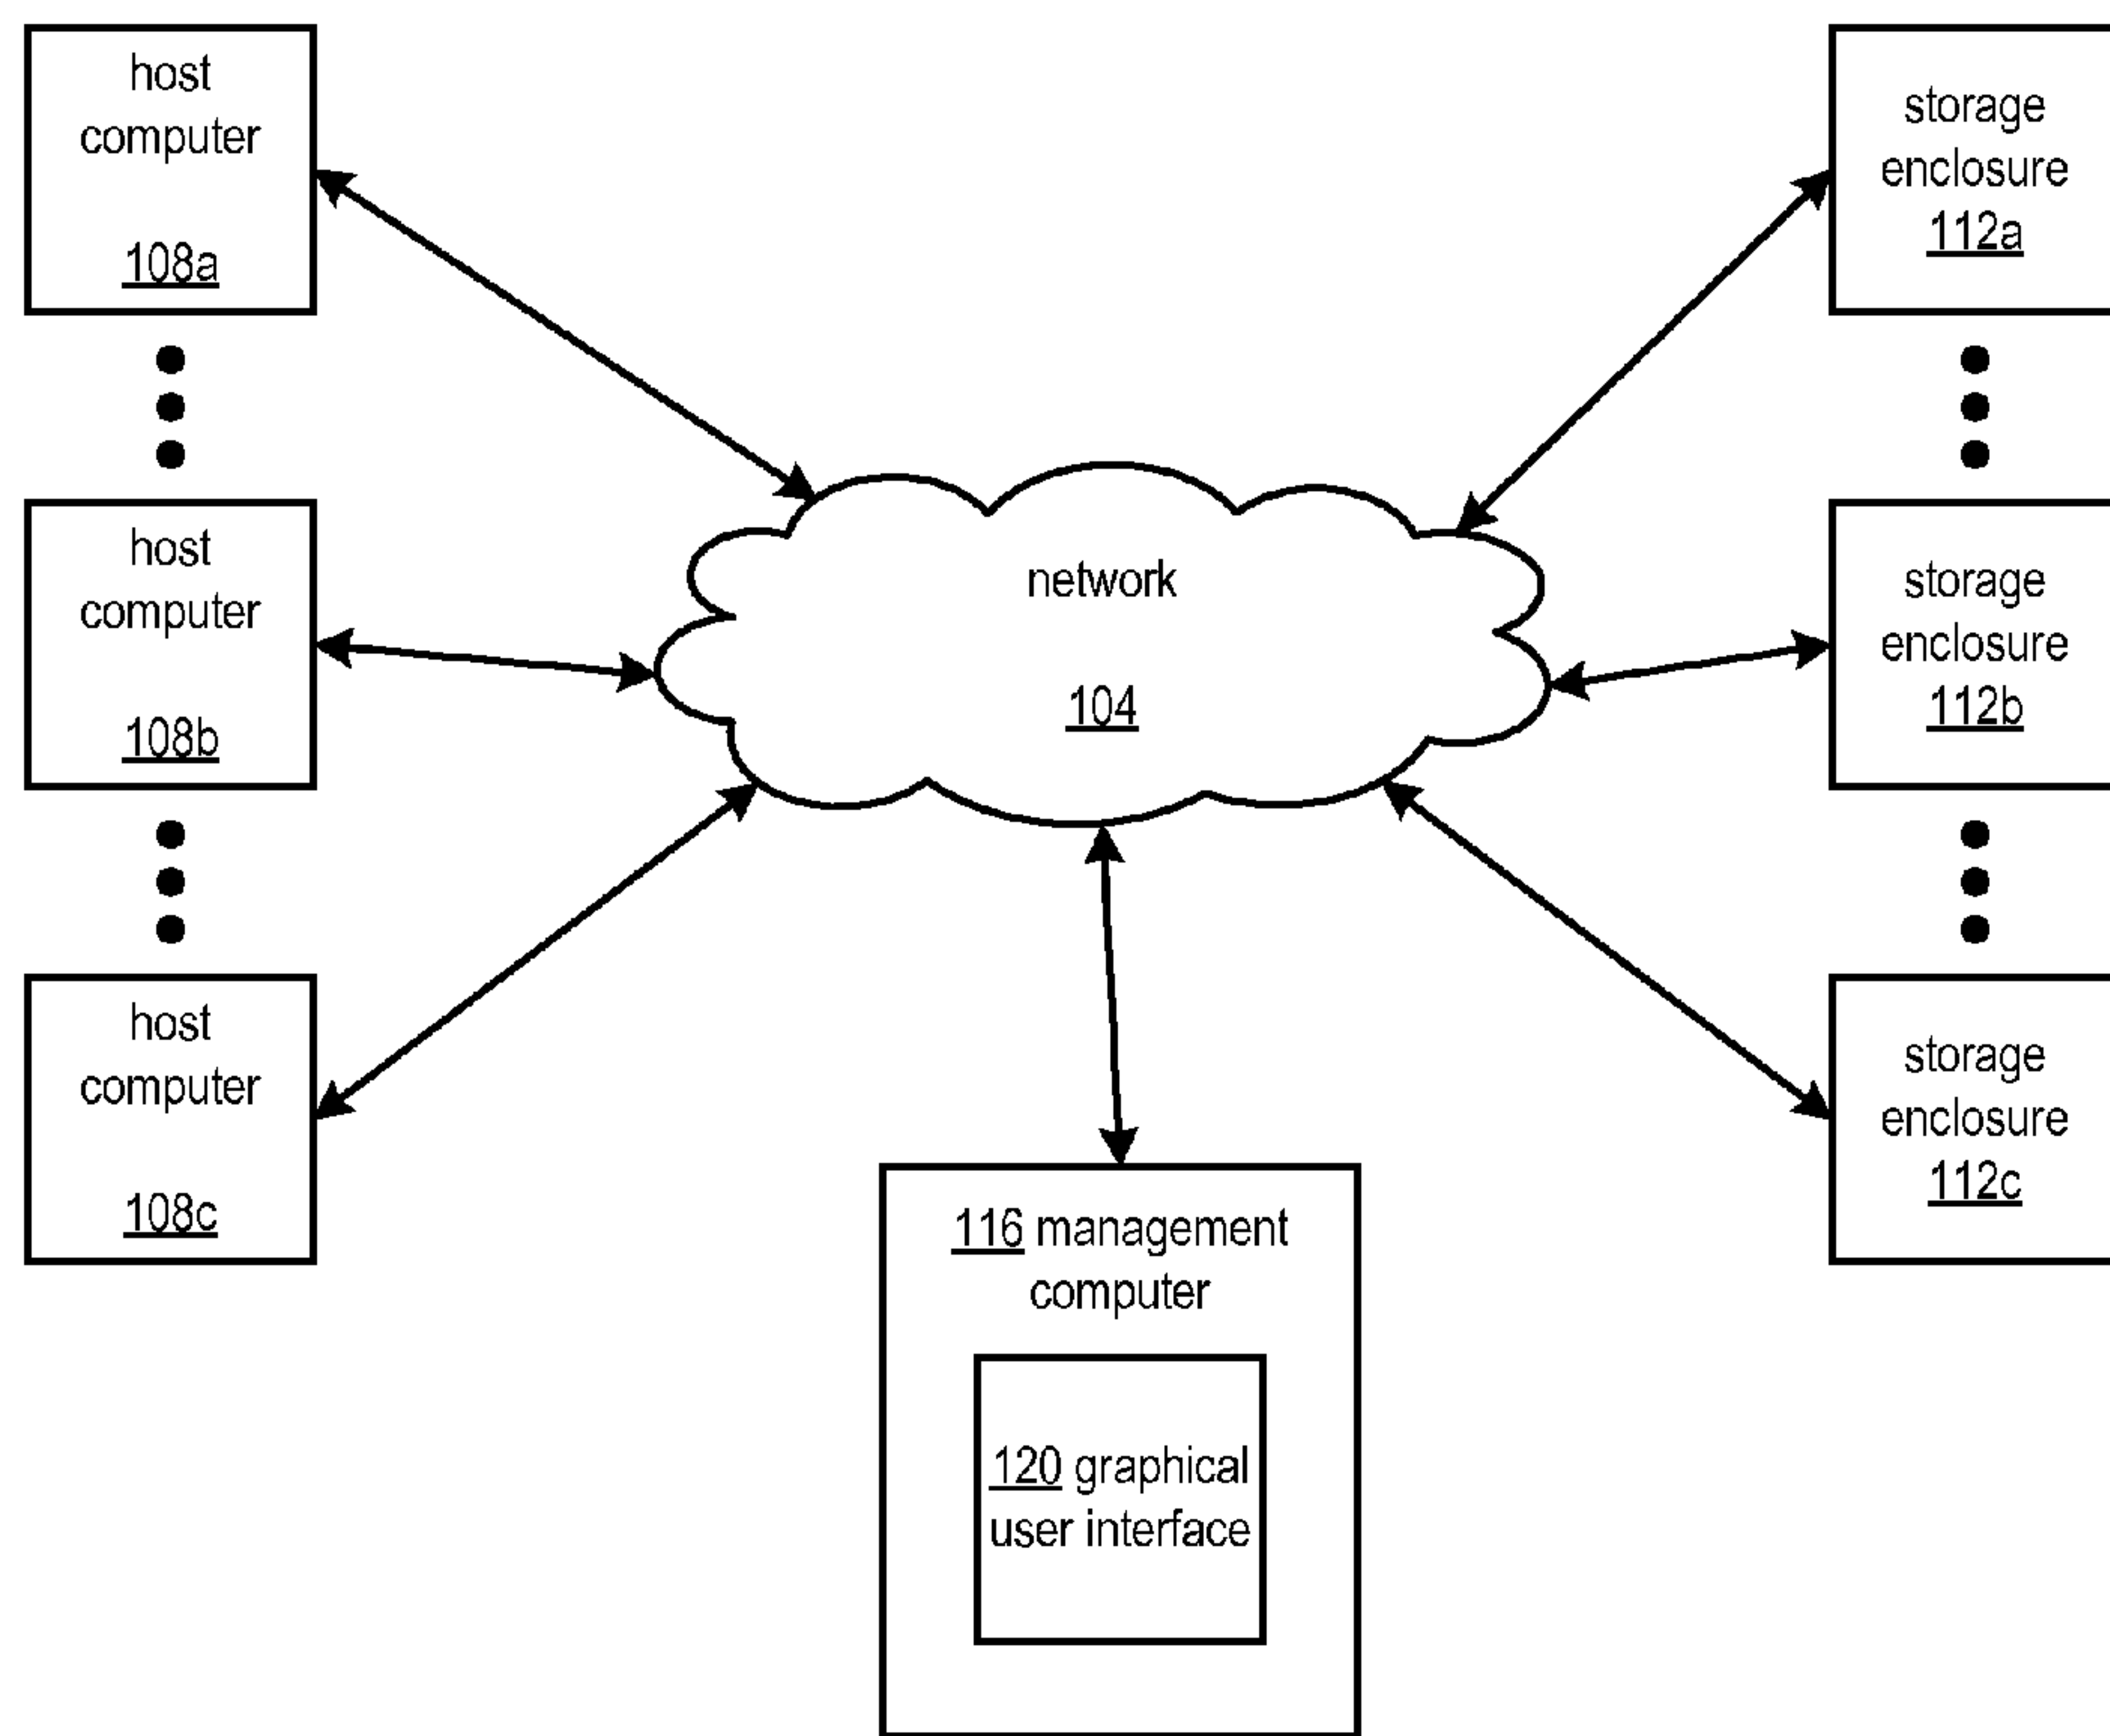 host
computer
108a
host
computer
108b
host
computer
108c
network
104
116 management
computer
120 graphical
user interface
storage
enclosure
112a
storage
enclosure
112b
storage
enclosure
112c